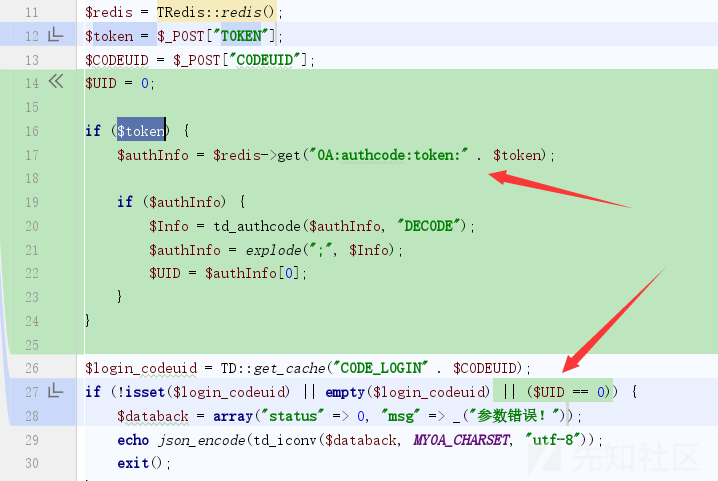 11 $redis = TRedis::redis();
12 $token = $_POST["TOKEN"];
13 $CODEUID = $_POST["CODEUID"];
14 $UID = 0;
15
16 if ($token) {
17 $authInfo = $redis->get("OA:authcode:token:" . $token);
18
19 if ($authInfo) {
20 $Info = td_authcode($authInfo, "DECODE");
21 $authInfo = explode(";", $Info);
22 $UID = $authInfo[0];
23 }
24 }
25
26 $login_codeuid = TD::get_cache("CODE_LOGIN" . $CODEUID);
27 if (!isset($login_codeuid) || empty($login_codeuid) || ($UID == 0)) {
28 $databack = array("status" => 0, "msg" => _("参数错误！"));
29 echo json_encode(td_iconv($databack, MYOA_CHARSET, "utf-8"));
30 exit();
先知社区